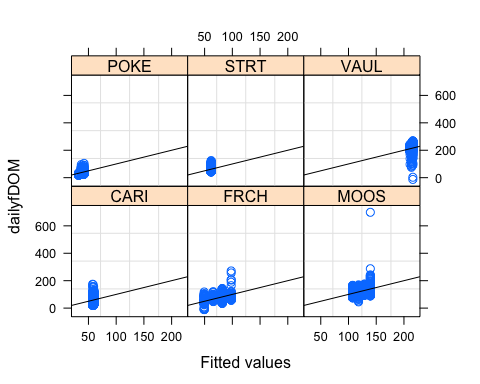 50 100 150 200
POKE STRT VAUL
600
400
200
0
CARI FRCH MOOS
600
400
200
0
50 100 150 200 50 100 150 200
dailyfDOM
Fitted values